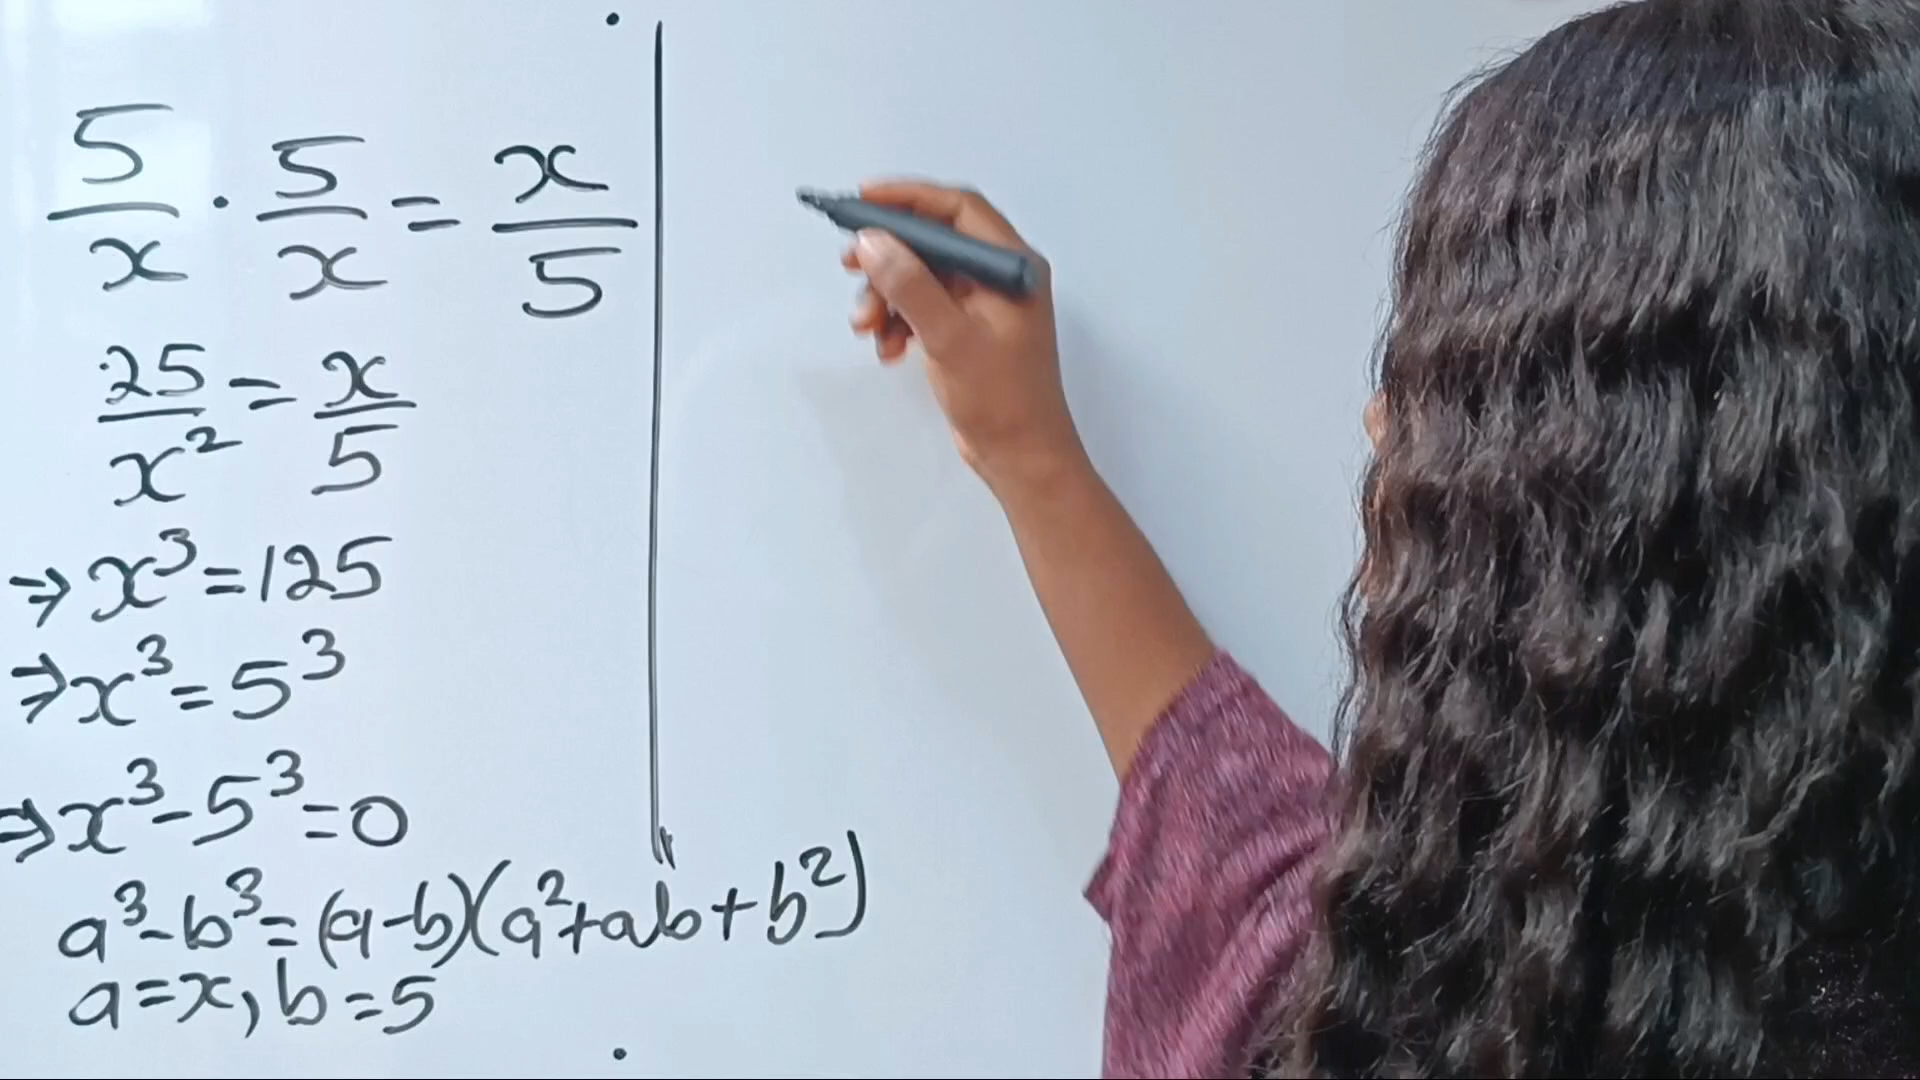 5/x · 5/x = x/5
25/x² = x/5
⇒ x³ = 125
⇒ x³ = 5³
⇒ x³ - 5³ = 0
a³ - b³ = (a-b)(a² + ab + b²)
a = x, b = 5